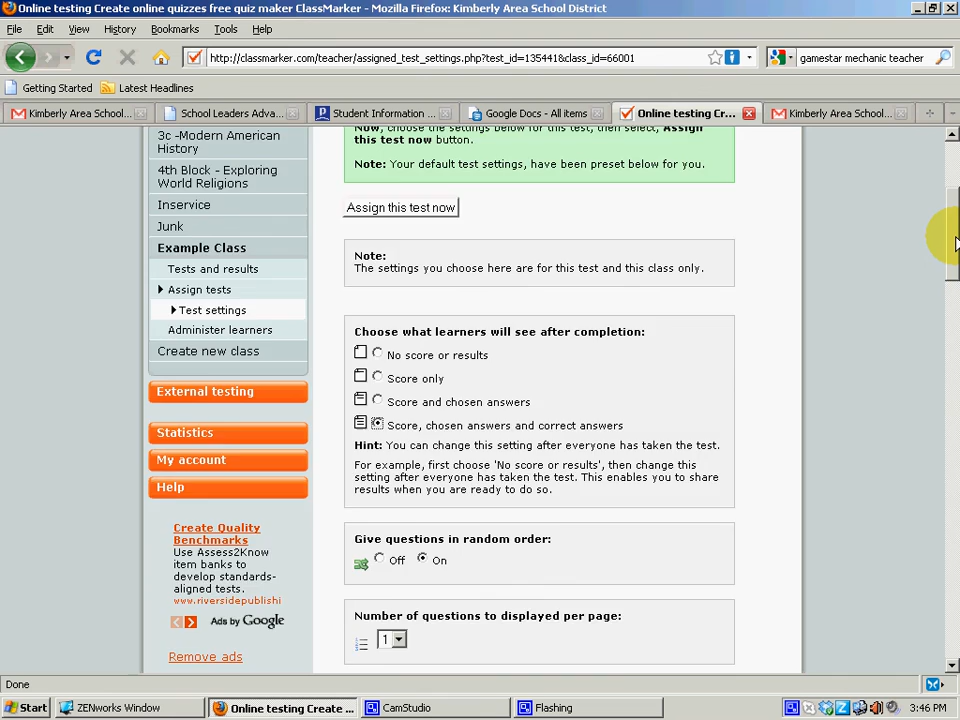 Online testing Create online quizzes free quiz maker ClassMarker - Mozilla Firefox: Kimberly Area School District
File Edit View History Bookmarks Tools Help
http://classmarker.com/teacher/assigned_test_settings.php?test_id=135441&class_id=66001
gamestar mechanic teacher
Getting Started Latest Headlines
Kimberly Area School...
School Leaders Adva...
Student Information ...
Google Docs - All items
Online testing Cr...
Kimberly Area School...
3c -Modern American
History
4th Block - Exploring
World Religions
Inservice
Junk
Example Class
Tests and results
Assign tests
Test settings
Administer learners
Create new class
External testing
Statistics
My account
Help
Create Quality
Benchmarks
Use Assess2Know
item banks to
develop standards-
aligned tests.
www.riversidepublishi
Ads by Google
Remove ads
Now, choose the settings below for this test, then select, Assign
this test now button.
Note: Your default test settings, have been preset below for you.
Assign this test now
Note:
The settings you choose here are for this test and this class only.
Choose what learners will see after completion:
No score or results
Score only
Score and chosen answers
Score, chosen answers and correct answers
Hint: You can change this setting after everyone has taken the test.
For example, first choose 'No score or results', then change this
setting after everyone has taken the test. This enables you to share
results when you are ready to do so.
Give questions in random order:
Off On
Number of questions to displayed per page:
1
Done
Start
ZENworks Window
Online testing Create ...
CamStudio
Flashing
3:46 PM